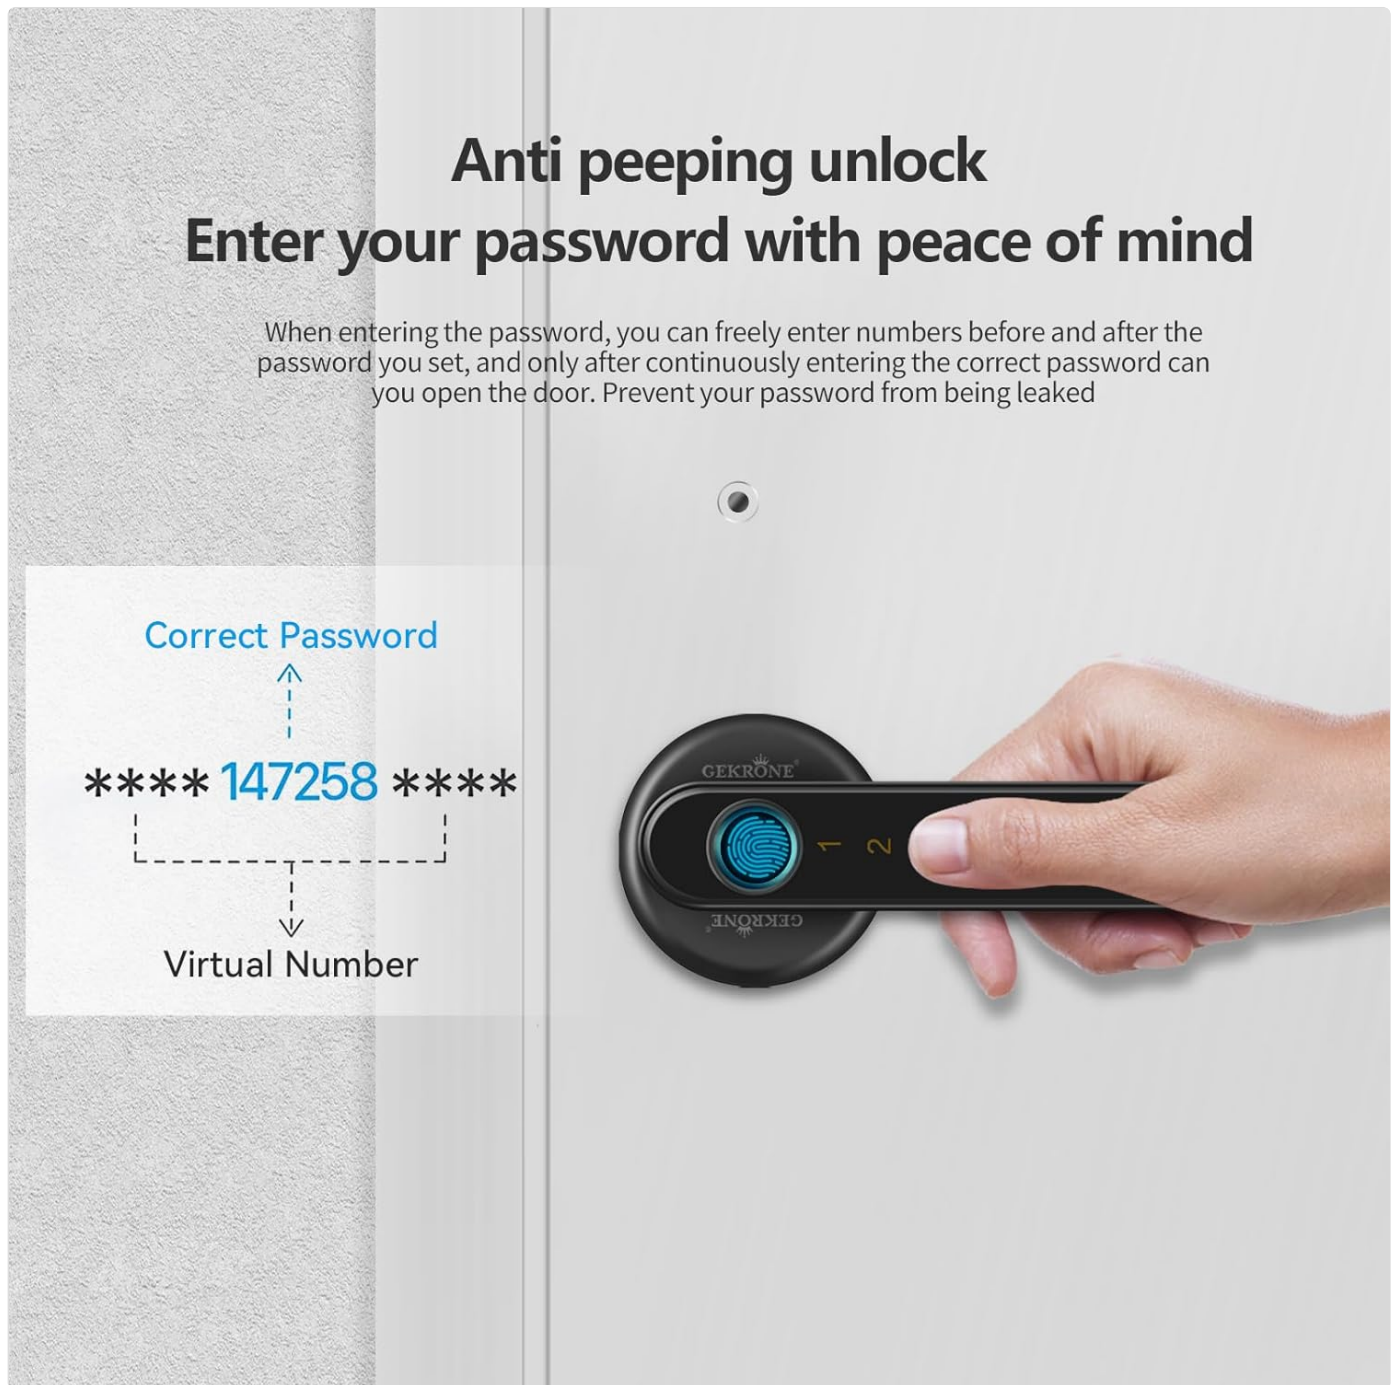 Anti peeping unlock
Enter your password with peace of mind
When entering the password, you can freely enter numbers before and after the
password you set, and only after continuously entering the correct password can
you open the door. Prevent your password from being leaked
Correct Password
**** 147258 ****
Virtual Number
GEKRONE®
1 2
GEKRONE®